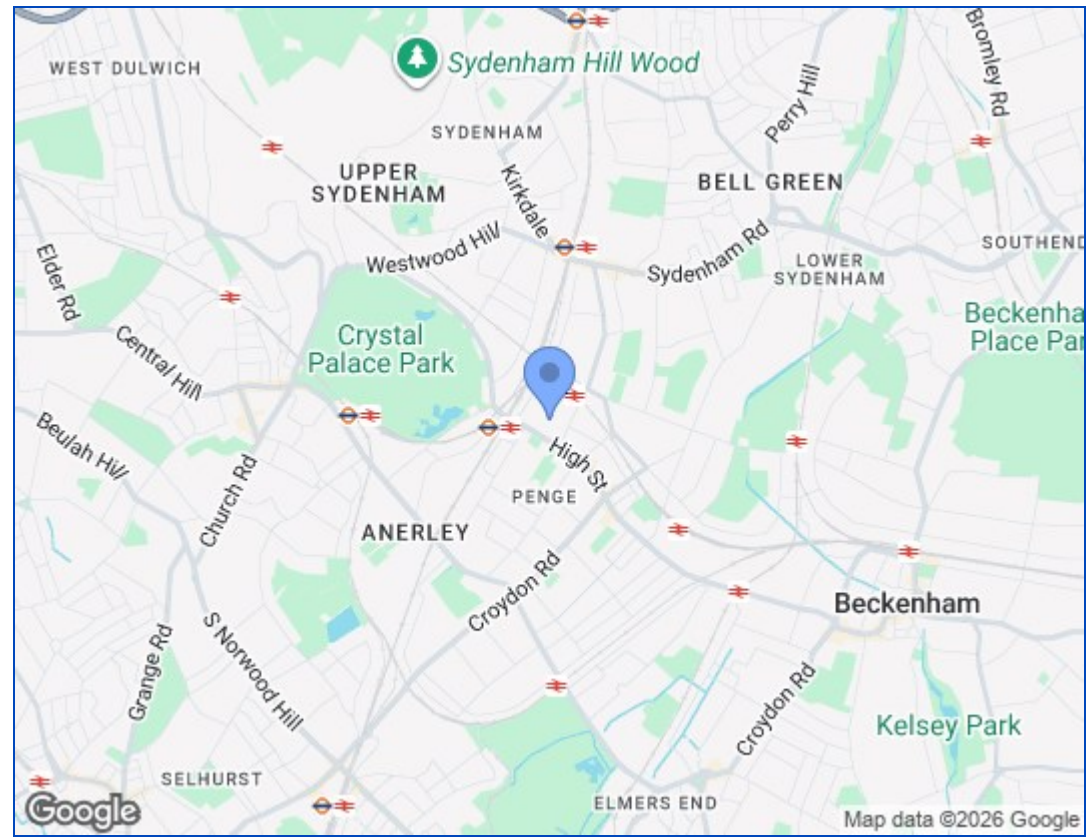 WEST DULWICH
Sydenham Hill Wood
Bromley Rd
Perry Hill
SYDENHAM
UPPER
SYDENHAM
Kirkdale
BELL GREEN
Elder Rd
Westwood Hill
Sydenham Rd
SOUTHEND
LOWER
SYDENHAM
Central Hill
Crystal
Palace Park
Beckenha
Place Par
Beulah Hill
Church Rd
High St
PENGE
ANERLEY
Croydon Rd
Beckenham
Grange Rd
S Norwood Hill
Croydon Rd
Kelsey Park
SELHURST
ELMERS END
Google
Map data ©2026 Google